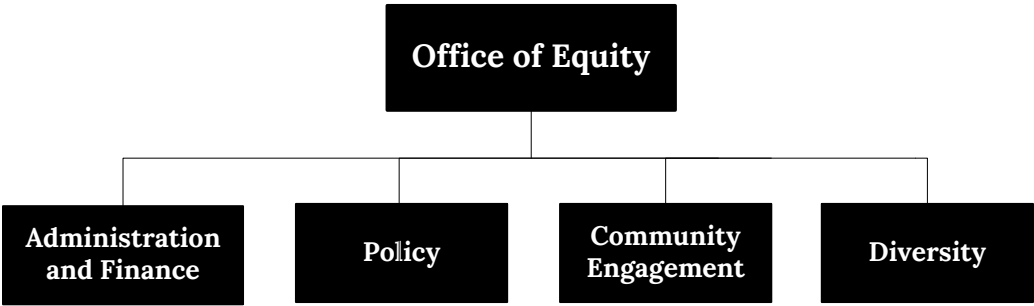 Office of Equity
Administration
and Finance
Policy
Community
Engagement
Diversity